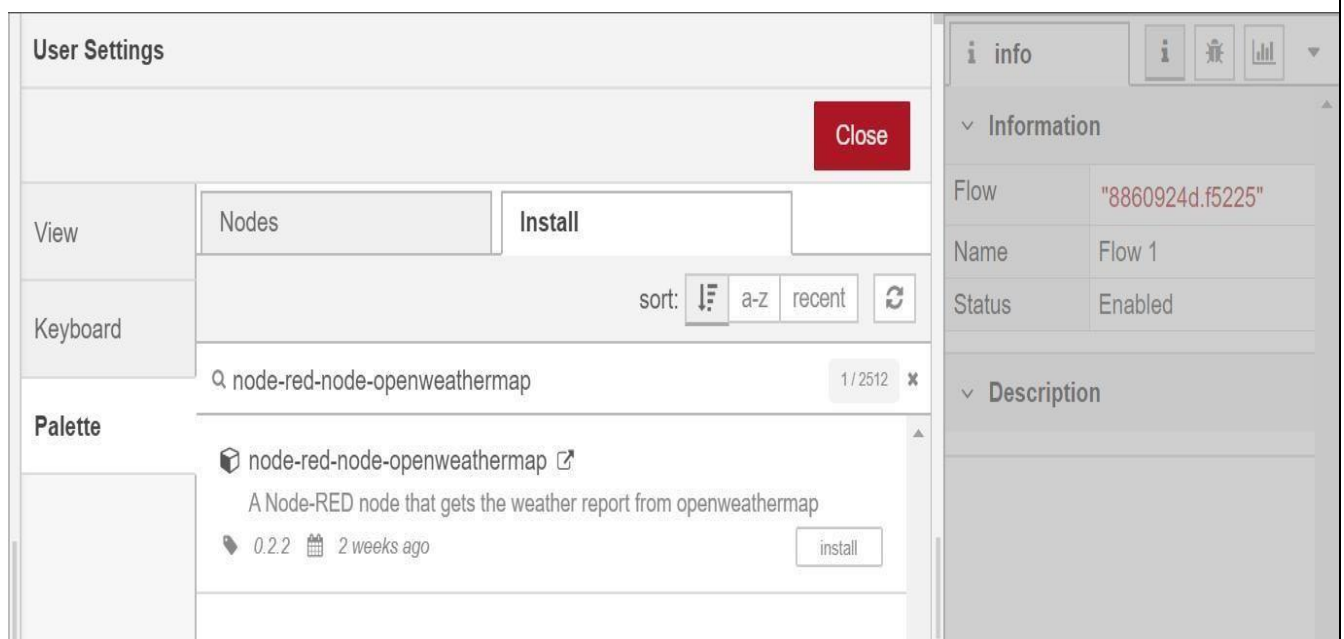 User Settings
Close
View
Keyboard
Palette
Nodes
Install
sort: a-z recent
node-red-node-openweathermap 1 / 2512
node-red-node-openweathermap
A Node-RED node that gets the weather report from openweathermap
0.2.2 2 weeks ago install
info
Information
Flow "8860924d.f5225"
Name Flow 1
Status Enabled
Description